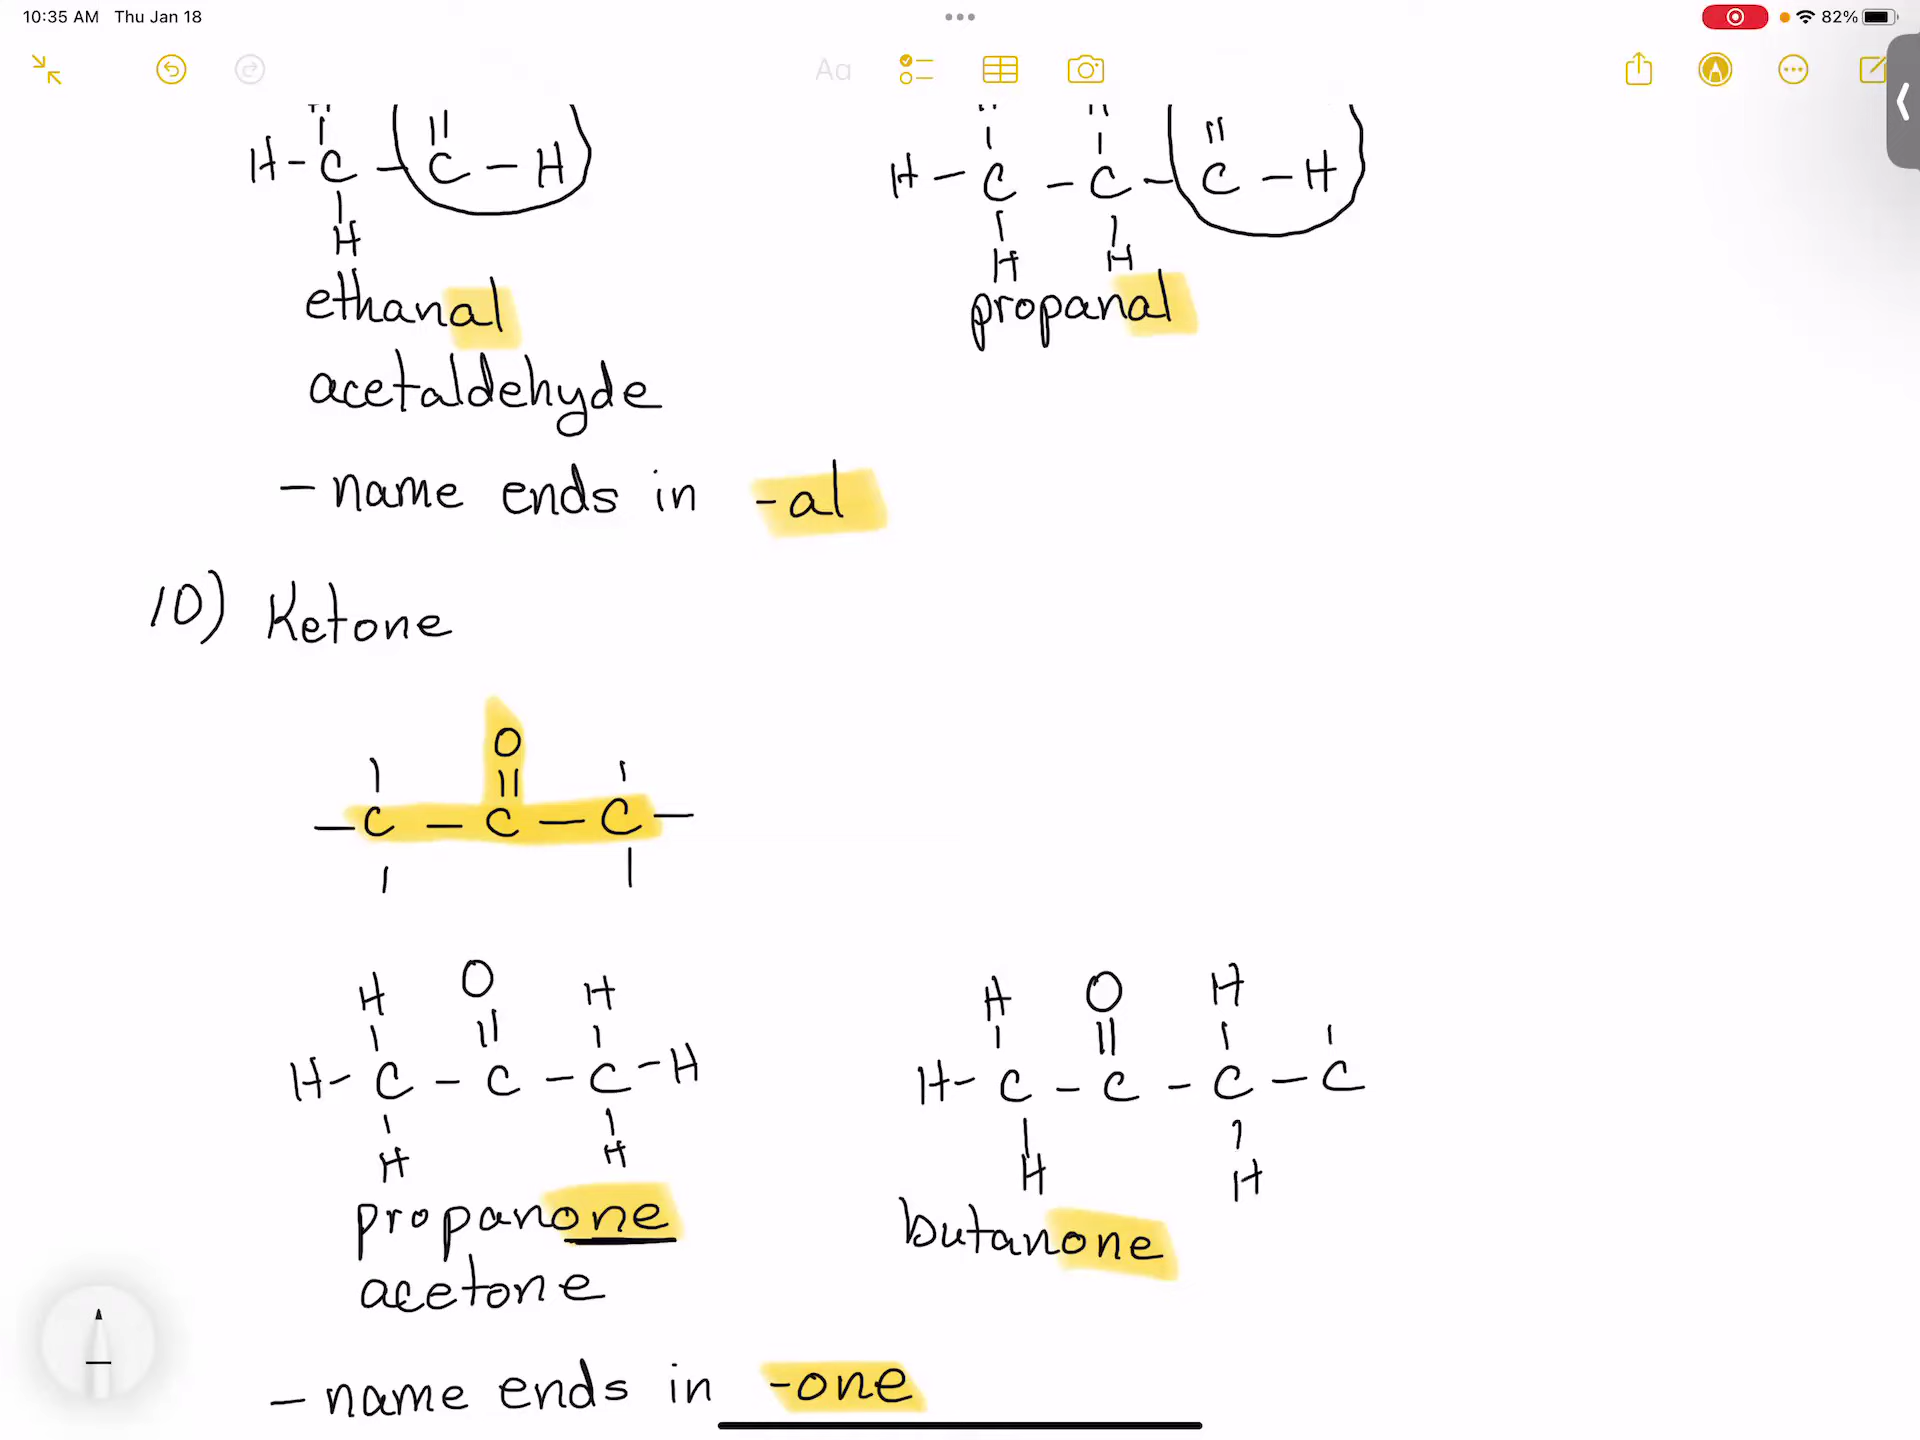 10:35 AM Thu Jan 18
82%
Aa
H-C-C-H
H
H-C-C-C-H
H H
ethanal
propanal
acetaldehyde
- name ends in -al
10) Ketone
O
-C-C-C-
H O H
H-C-C-C-H
H H
H O H
H-C-C-C-C
H H
propanone
butanone
acetone
- name ends in -one